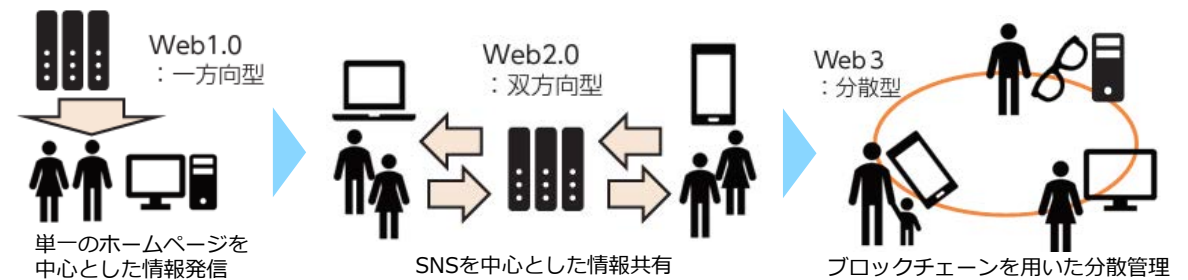 Web1.0
：一方向型
単一のホームページを
中心とした情報発信
Web2.0
：双方向型
SNSを中心とした情報共有
Web３
：分散型
ブロックチェーンを用いた分散管理